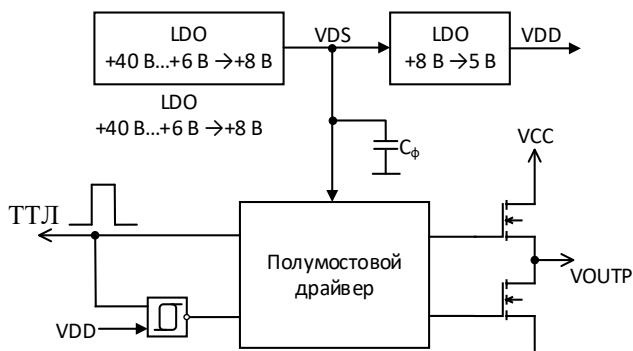 LDO
+40 В...+6 В →+8 В
VDS
LDO
+8 В→5 В
VDD
LDO
+40 В...+6 В →+8 В
Cф
VCC
ТТЛ
Полумостовой
драйвер
VOUTP
VDD